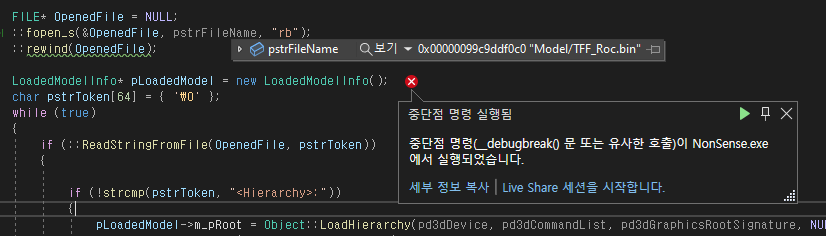 FILE* OpenedFile = NULL;
::fopen_s(&OpenedFile, pstrFileName, "rb");
::rewind(OpenedFile);
pstrFileName 보기 0x00000099c9ddf0c0 "Model/TFF_Roc.bin"
LoadedModelInfo* pLoadedModel = new LoadedModelInfo();
char pstrToken[64] = { '₩0' };
while (true)
{
if (::ReadStringFromFile(OpenedFile, pstrToken))
{
if (!strcmp(pstrToken, "<Hierarchy>:"))
{
pLoadedModel->m_pRoot = Object::LoadHierarchy(pd3dDevice, pd3dCommandList, pd3dGraphicsRootSignature, NU
중단점 명령 실행됨
중단점 명령(__debugbreak() 문 또는 유사한 호출)이 NonSense.exe
에서 실행되었습니다.
세부 정보 복사 | Live Share 세션을 시작합니다.